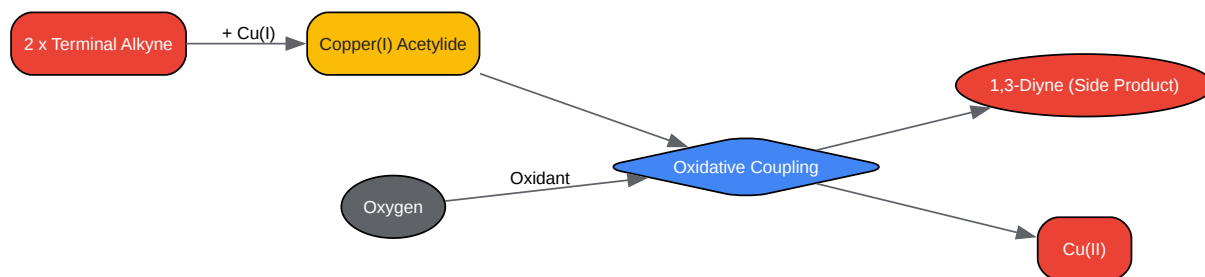 2 x Terminal Alkyne
+ Cu(I)
Copper(I) Acetylide
1,3-Diyne (Side Product)
Oxidative Coupling
Oxidant
Oxygen
Cu(II)